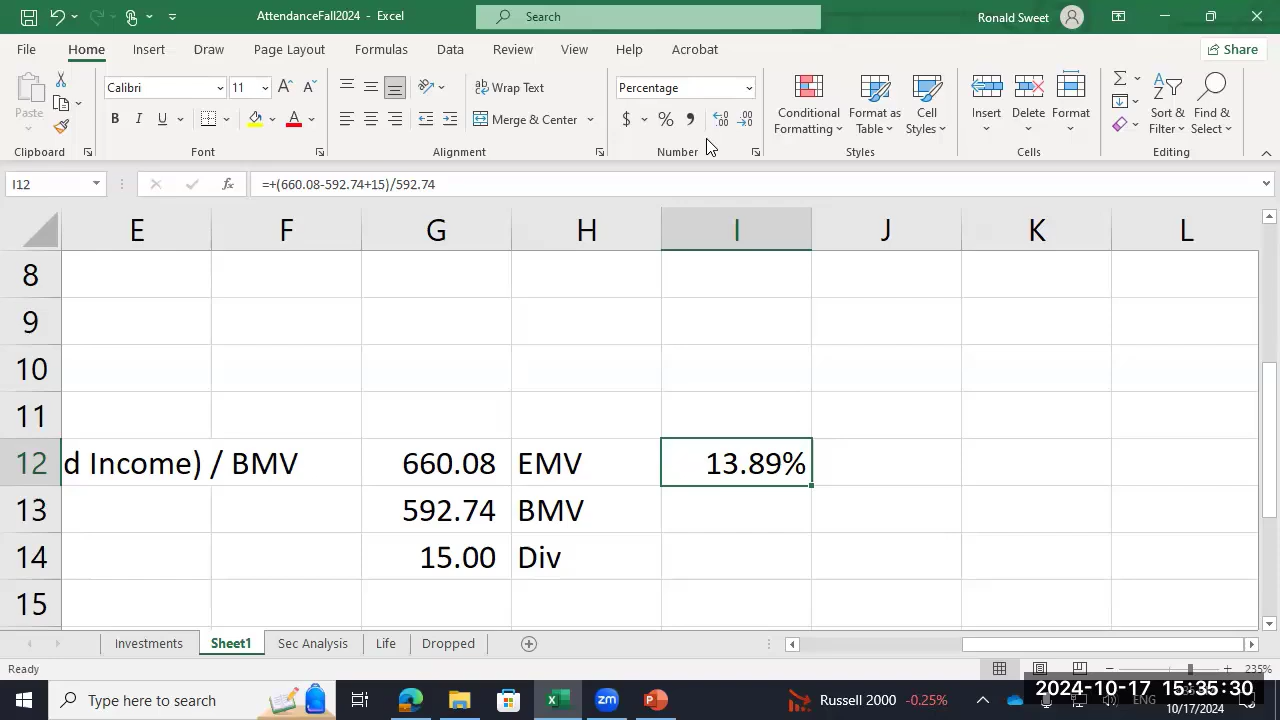 AttendanceFall2024 - Excel
Search
Ronald Sweet
File Home Insert Draw Page Layout Formulas Data Review View Help Acrobat
Share
Paste
Calibri 11
Wrap Text
Percentage
Merge & Center
Conditional Formatting
Format as Table
Cell Styles
Insert Delete Format
Sort & Filter
Find & Select
Clipboard Font Alignment Number Styles Cells Editing
I12 fx =+(660.08-592.74+15)/592.74
E F G H I J K L
8
9
10
11
12 d Income) / BMV 660.08 EMV 13.89%
13 592.74 BMV
14 15.00 Div
15
Investments Sheet1 Sec Analysis Life Dropped
Ready 235%
Type here to search
Russell 2000 -0.25%
ENG
2024-10-17 15:35:30
10/17/2024